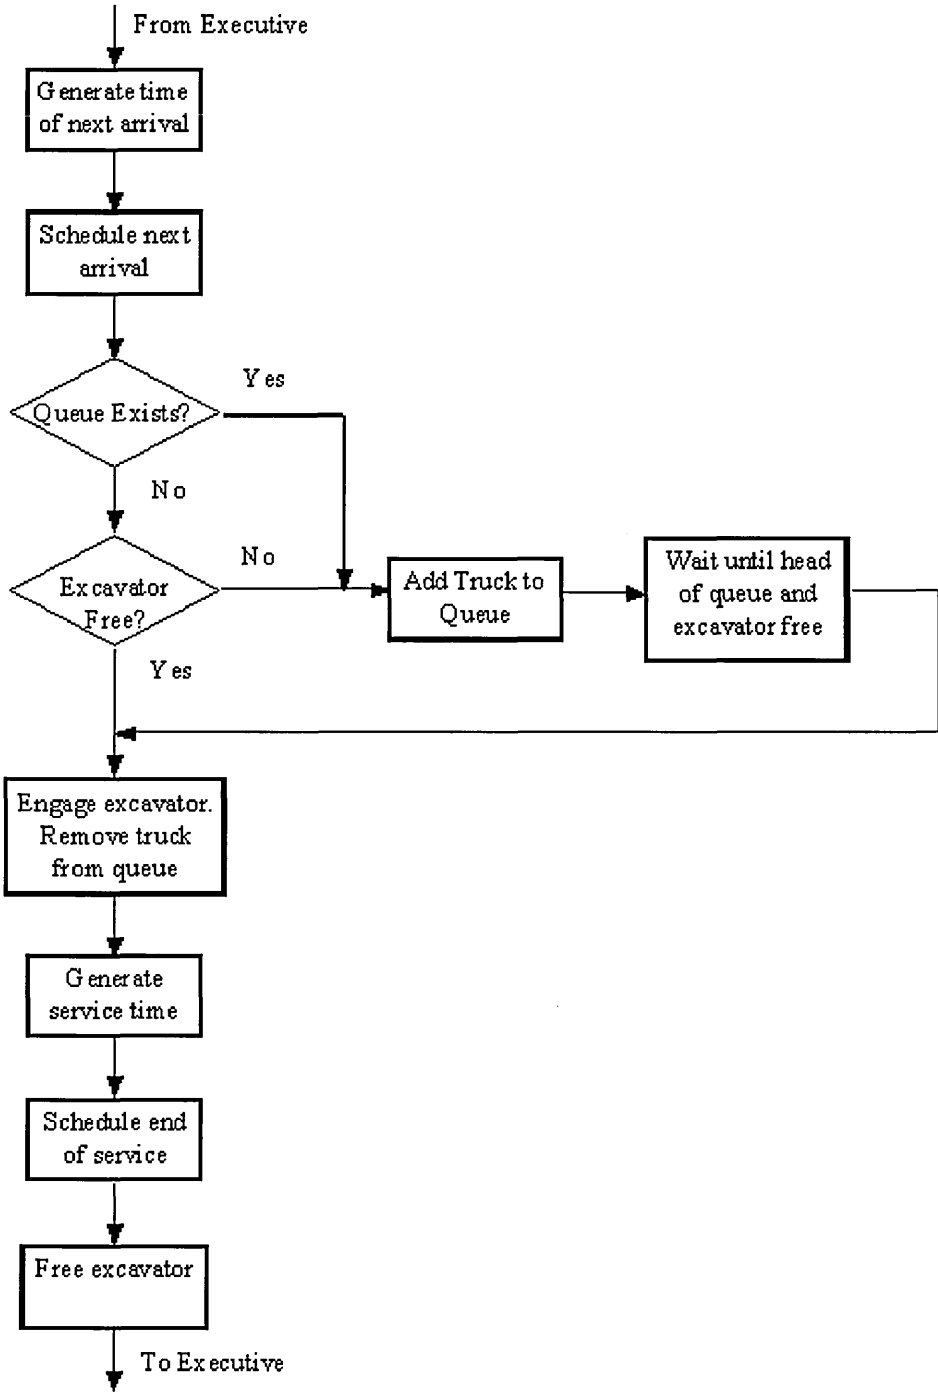 From Executive
Generate time
of next arrival
Schedule next
arrival
Yes
Queue Exists?
No
Excavator
Free?
No
Add Truck to
Queue
Wait until head
of queue and
excavator free
Yes
Engage excavator.
Remove truck
from queue
Generate
service time
Schedule end
of service
Free excavator
To Executive